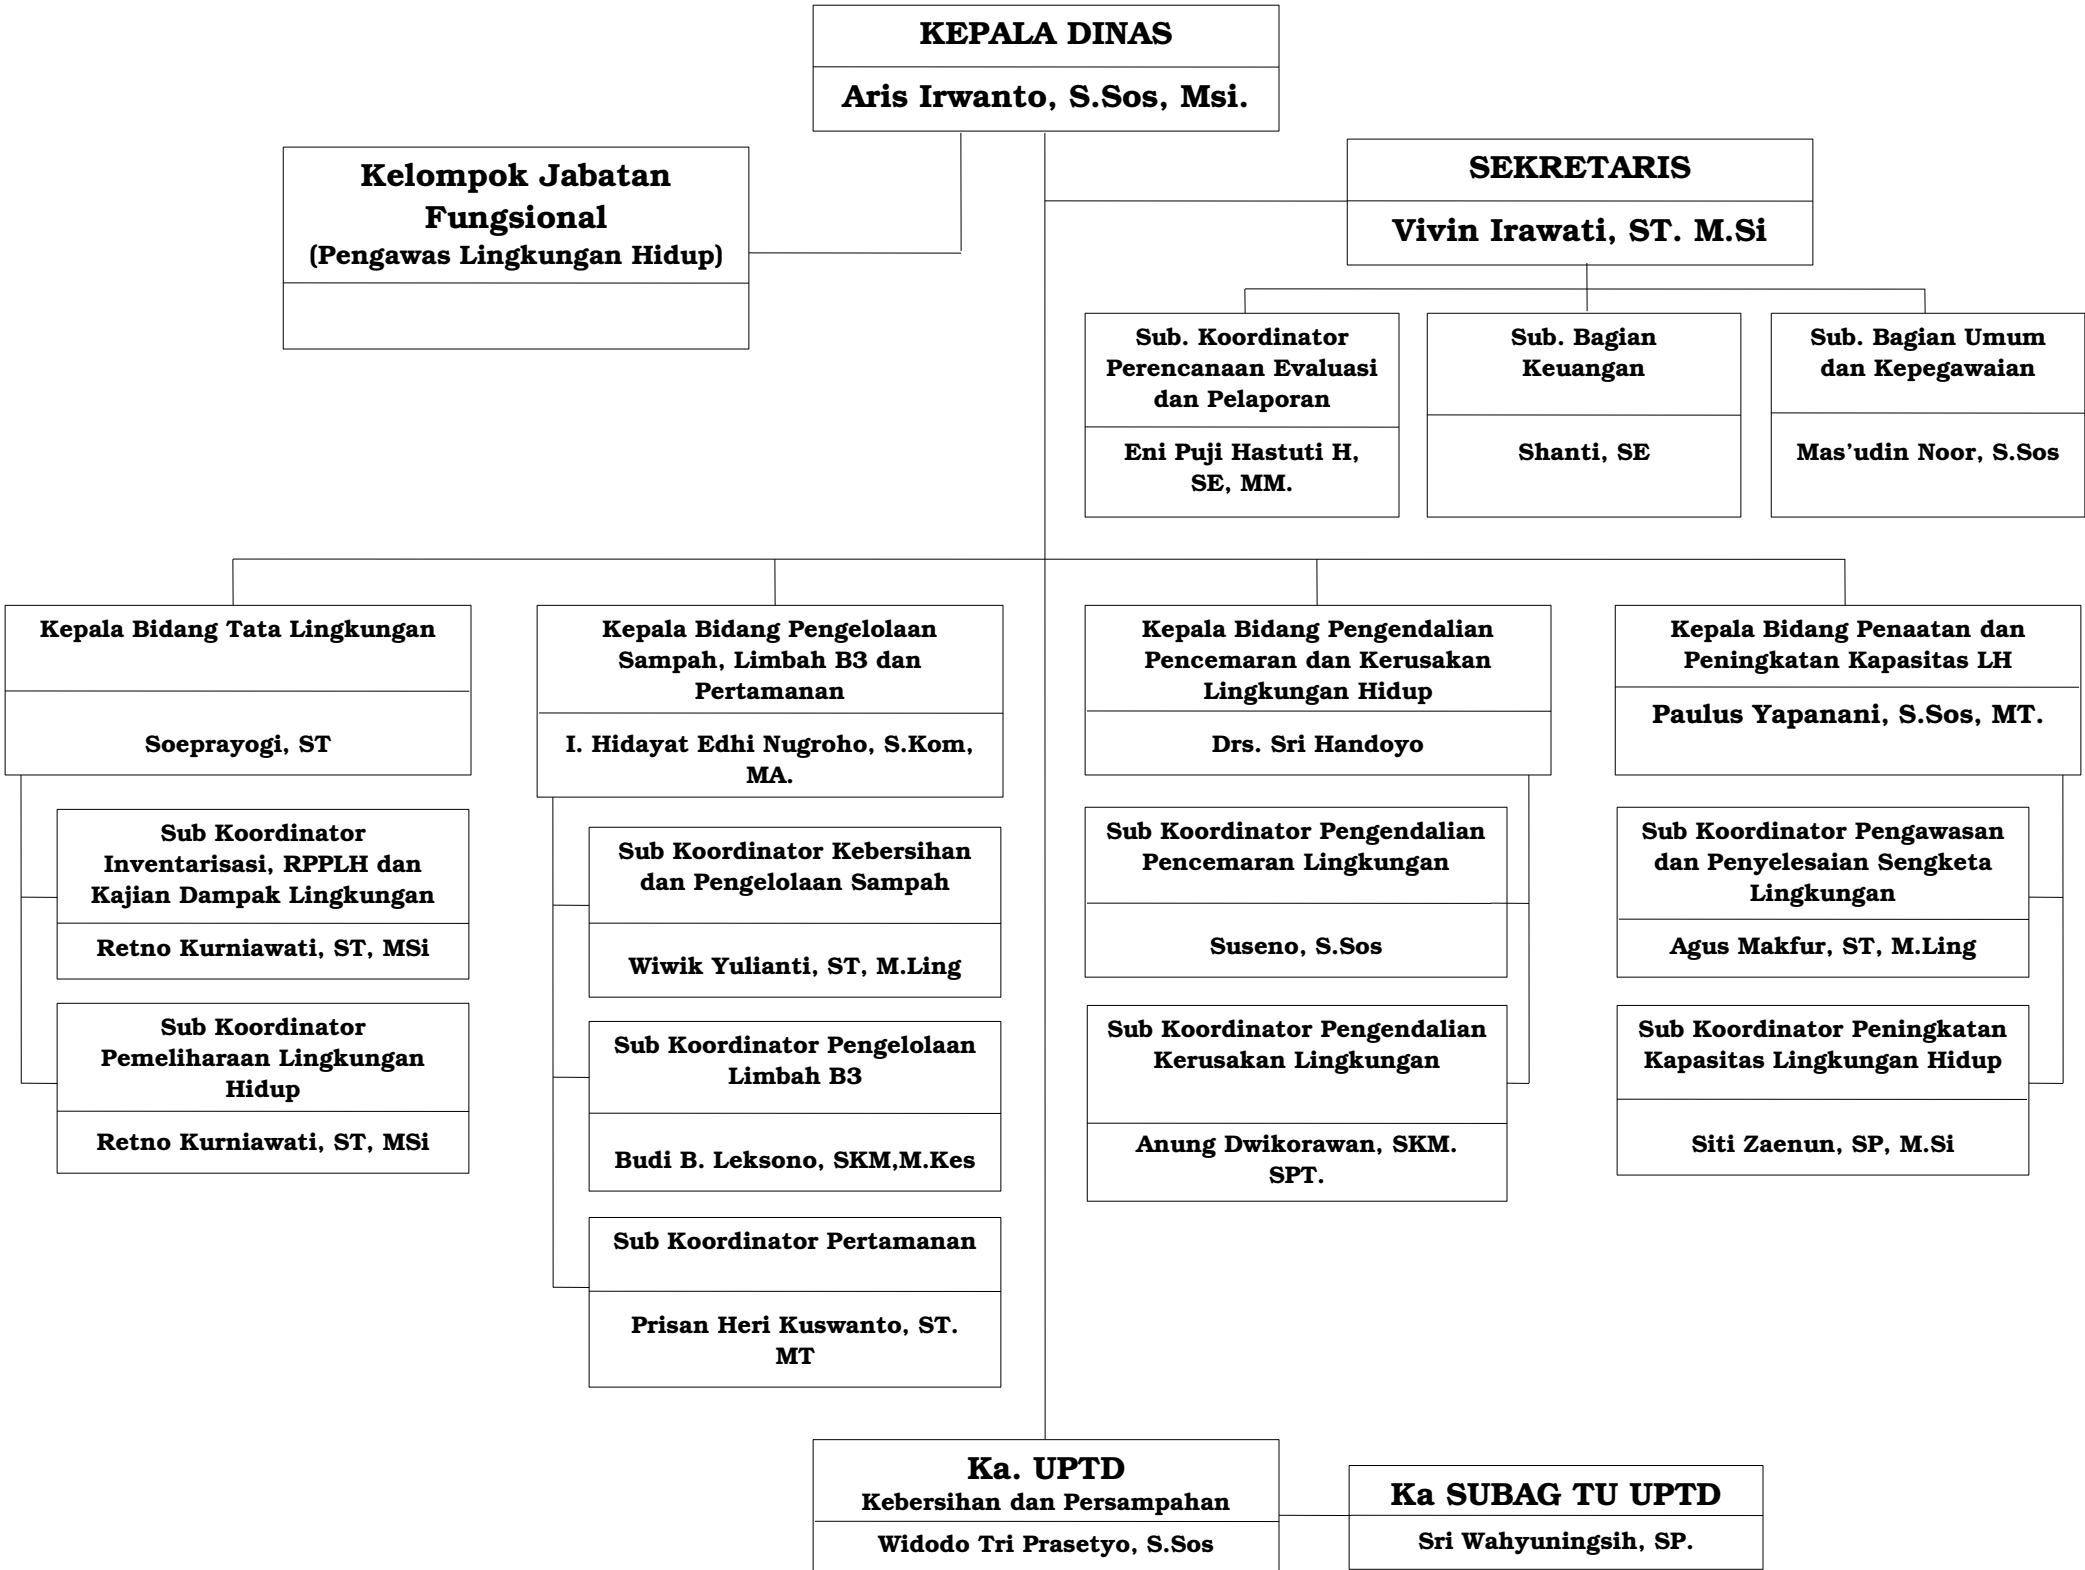 KEPALA DINAS
Aris Irwanto, S.Sos, Msi.
Kelompok Jabatan
Fungsional
(Pengawas Lingkungan Hidup)
SEKRETARIS
Vivin Irawati, ST. M.Si
Sub. Koordinator
Perencanaan Evaluasi
dan Pelaporan
Eni Puji Hastuti H,
SE, MM.
Sub. Bagian
Keuangan
Shanti, SE
Sub. Bagian Umum
dan Kepegawaian
Mas’udin Noor, S.Sos
Kepala Bidang Tata Lingkungan
Soeprayogi, ST
Sub Koordinator
Inventarisasi, RPPLH dan
Kajian Dampak Lingkungan
Retno Kurniawati, ST, MSi
Sub Koordinator
Pemeliharaan Lingkungan
Hidup
Retno Kurniawati, ST, MSi
Kepala Bidang Pengelolaan
Sampah, Limbah B3 dan
Pertamanan
I. Hidayat Edhi Nugroho, S.Kom,
MA.
Sub Koordinator Kebersihan
dan Pengelolaan Sampah
Wiwik Yulianti, ST, M.Ling
Sub Koordinator Pengelolaan
Limbah B3
Budi B. Leksono, SKM,M.Kes
Sub Koordinator Pertamanan
Prisan Heri Kuswanto, ST.
MT
Kepala Bidang Pengendalian
Pencemaran dan Kerusakan
Lingkungan Hidup
Drs. Sri Handoyo
Sub Koordinator Pengendalian
Pencemaran Lingkungan
Suseno, S.Sos
Sub Koordinator Pengendalian
Kerusakan Lingkungan
Anung Dwikorawan, SKM.
SPT.
Kepala Bidang Penaatan dan
Peningkatan Kapasitas LH
Paulus Yapanani, S.Sos, MT.
Sub Koordinator Pengawasan
dan Penyelesaian Sengketa
Lingkungan
Agus Makfur, ST, M.Ling
Sub Koordinator Peningkatan
Kapasitas Lingkungan Hidup
Siti Zaenun, SP, M.Si
Ka. UPTD
Kebersihan dan Persampahan
Widodo Tri Prasetyo, S.Sos
Ka SUBAG TU UPTD
Sri Wahyuningsih, SP.